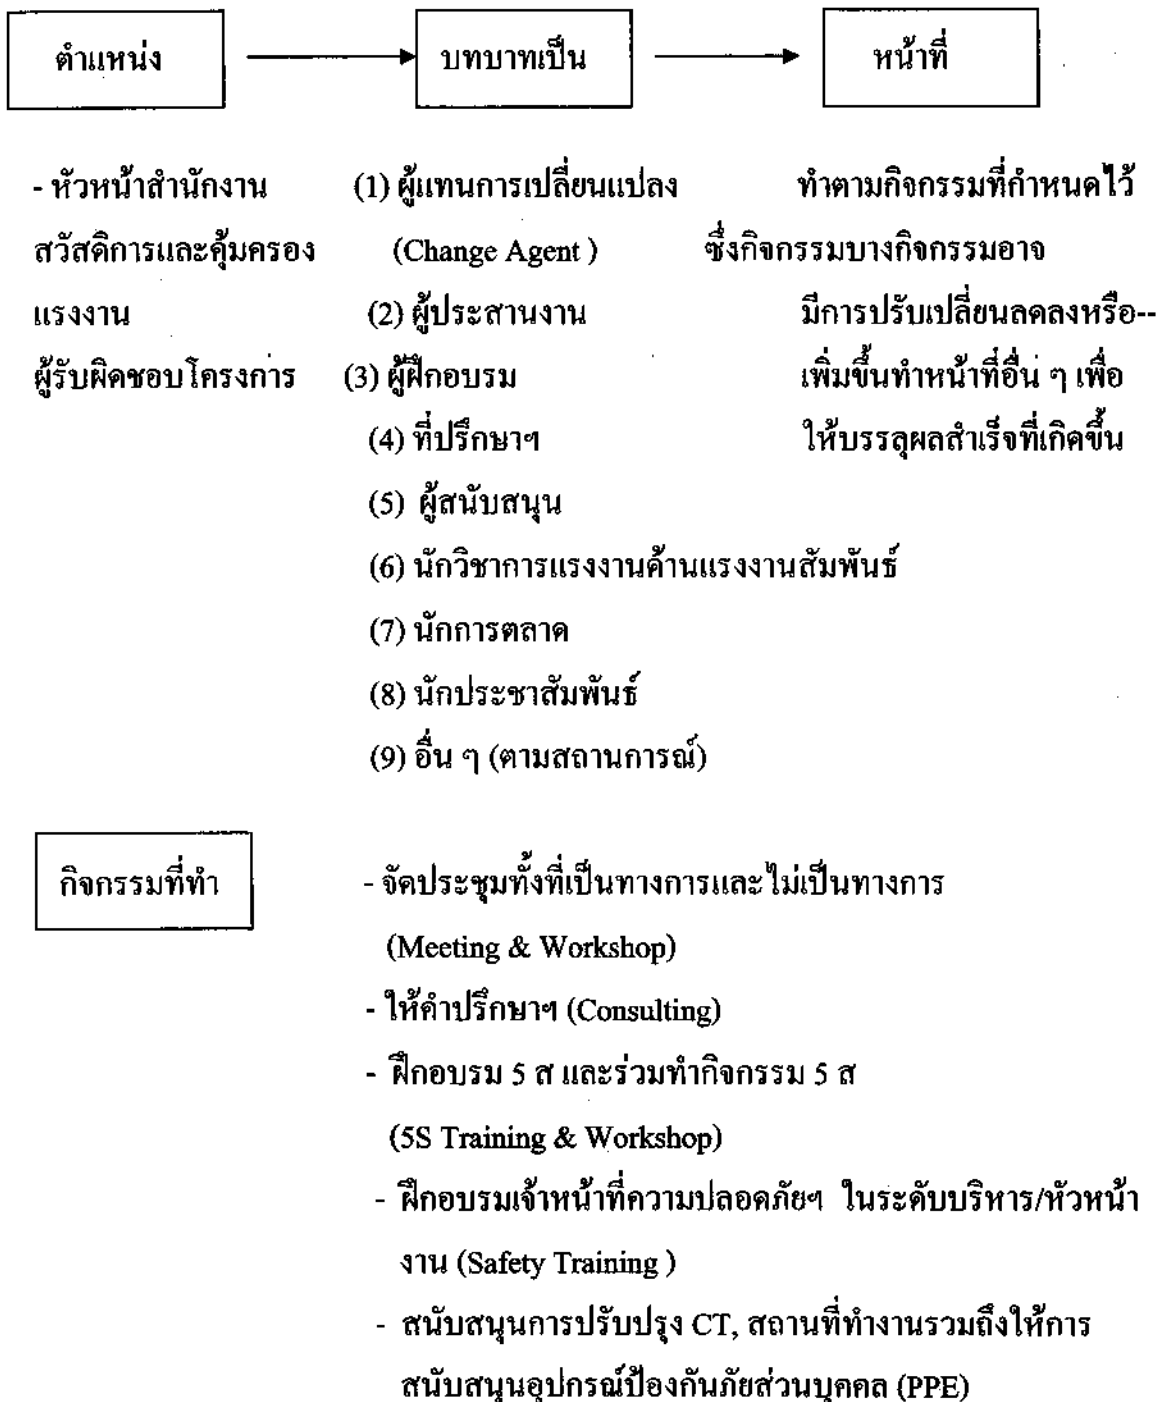 ตำแหน่ง บทบาทเป็น หน้าที่
- หัวหน้าสำนักงาน (1) ผู้แทนการเปลี่ยนแปลง ทำตามกิจกรรมที่กำหนดไว้
สวัสดิการและคุ้มครอง (Change Agent ) ซึ่งกิจกรรมบางกิจกรรมอาจ
แรงงาน (2) ผู้ประสานงาน มีการปรับเปลี่ยนลดลงหรือ--
ผู้รับผิดชอบโครงการ (3) ผู้ฝึกอบรม เพิ่มขึ้นทำหน้าที่อื่น ๆ เพื่อ
(4) ที่ปรึกษาฯ ให้บรรลุผลสำเร็จที่เกิดขึ้น
(5) ผู้สนับสนุน
(6) นักวิชาการแรงงานด้านแรงงานสัมพันธ์
(7) นักการตลาด
(8) นักประชาสัมพันธ์
(9) อื่น ๆ (ตามสถานการณ์)
กิจกรรมที่ทำ - จัดประชุมทั้งที่เป็นทางการและไม่เป็นทางการ
(Meeting & Workshop)
- ให้คำปรึกษาฯ (Consulting)
- ฝึกอบรม 5 ส และร่วมทำกิจกรรม 5 ส
(5S Training & Workshop)
- ฝึกอบรมเจ้าหน้าที่ความปลอดภัยฯ ในระดับบริหาร/หัวหน้า
งาน (Safety Training )
- สนับสนุนการปรับปรุง CT, สถานที่ทำงานรวมถึงให้การ
สนับสนุนอุปกรณ์ป้องกันภัยส่วนบุคคล (PPE)